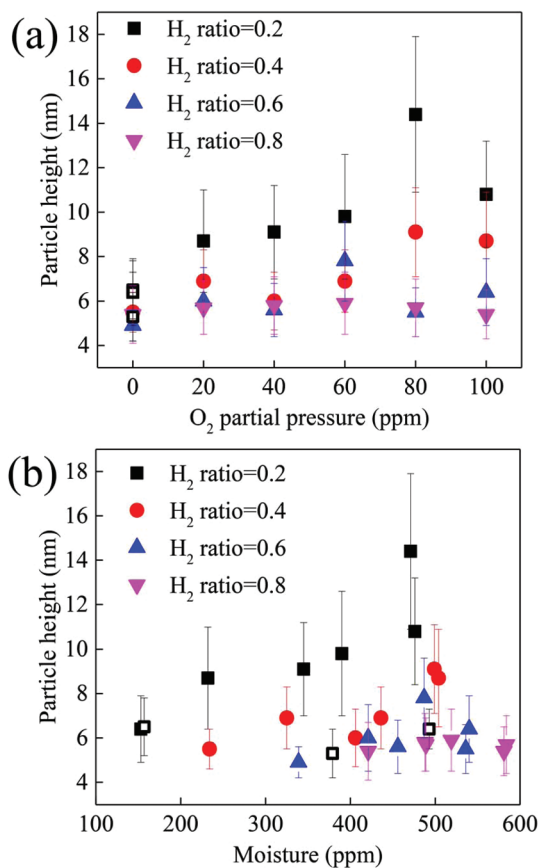 (a)
H2 ratio=0.2
H2 ratio=0.4
H2 ratio=0.6
H2 ratio=0.8
Particle height (nm)
18
16
14
12
10
8
6
4
0 20 40 60 80 100
O2 partial pressure (ppm)
(b)
H2 ratio=0.2
H2 ratio=0.4
H2 ratio=0.6
H2 ratio=0.8
Particle height (nm)
18
16
14
12
10
8
6
4
100 200 300 400 500 600
Moisture (ppm)